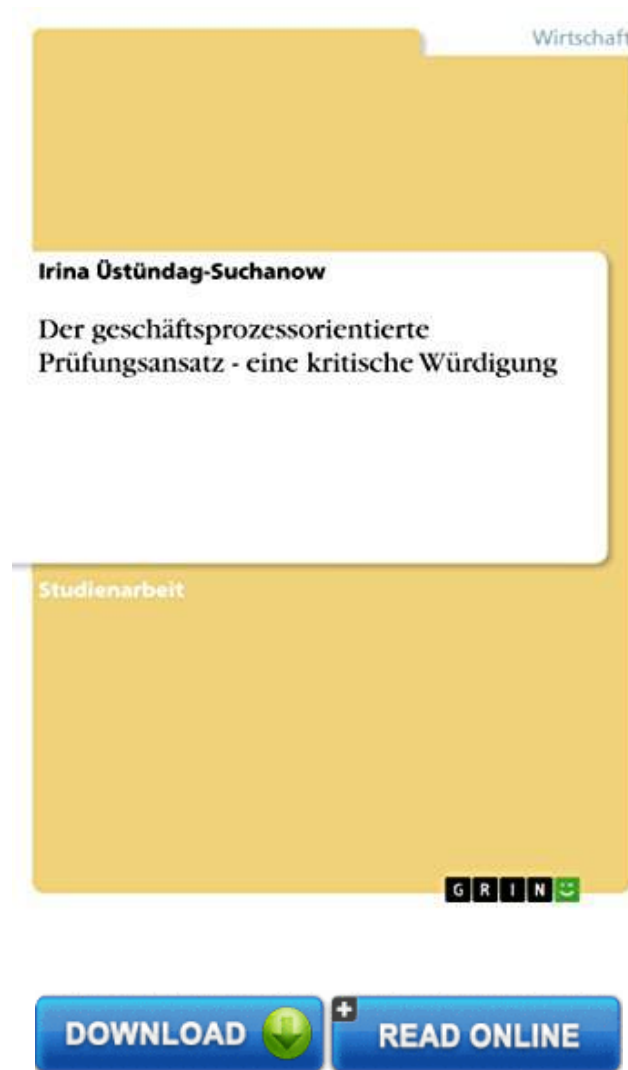 Wirtschaft
Irina Üstündag-Suchanow
Der geschäftsprozessorientierte
Prüfungsansatz - eine kritische Würdigung
Studienarbeit
GRIN
DOWNLOAD
READ ONLINE